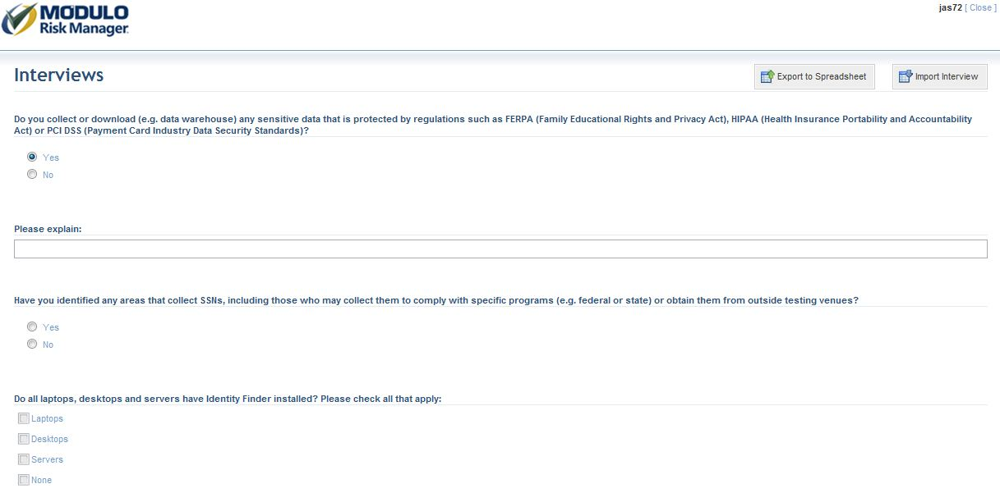 MODULO
Risk Manager
jas72 [ Close ]
Interviews
Export to Spreadsheet
Import Interview
Do you collect or download (e.g. data warehouse) any sensitive data that is protected by regulations such as FERPA (Family Educational Rights and Privacy Act), HIPAA (Health Insurance Portability and Accountability
Act) or PCI DSS (Payment Card Industry Data Security Standards)?
Yes
No
Please explain:
Have you identified any areas that collect SSNs, including those who may collect them to comply with specific programs (e.g. federal or state) or obtain them from outside testing venues?
Yes
No
Do all laptops, desktops and servers have Identity Finder installed? Please check all that apply:
Laptops
Desktops
Servers
None